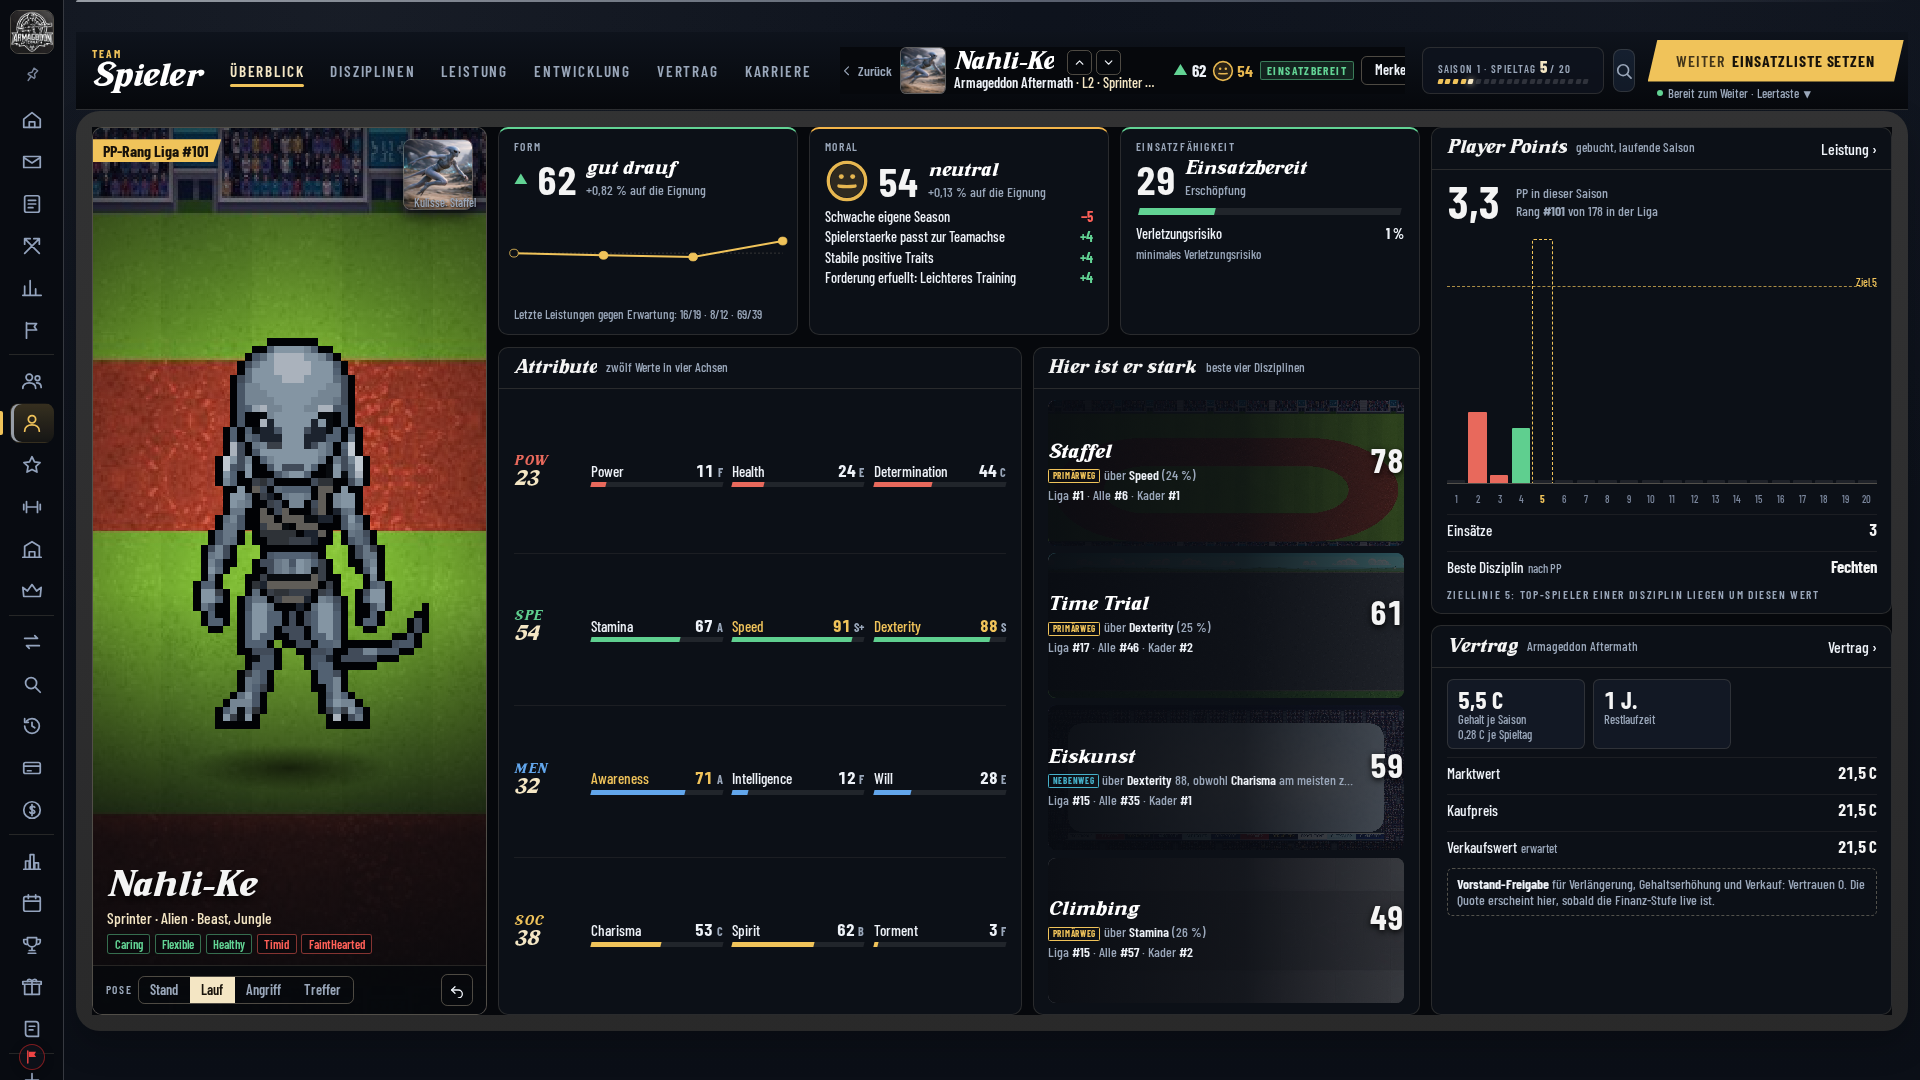 ARMAGEDDON
TEAM
Spieler
ÜBERBLICK
DISZIPLINEN
LEISTUNG
ENTWICKLUNG
VERTRAG
KARRIERE
Zurück
Nahli-Ke
Armageddon Aftermath · L2 · Sprinter ...
62
54
EINSATZBEREIT
Merke
SAISON 1 · SPIELTAG 5 / 20
WEITER EINSATZLISTE SETZEN
Bereit zum Weiter · Leertaste ▼
PP-Rang Liga #101
Kulisse: Staffel
Nahli-Ke
Sprinter · Alien · Beast, Jungle
Caring
Flexible
Healthy
Timid
FaintHearted
POSE
Stand
Lauf
Angriff
Treffer
FORM
62
gut drauf
+0,82 % auf die Eignung
Letzte Leistungen gegen Erwartung: 16/19 · 8/12 · 69/39
MORAL
54
neutral
+0,13 % auf die Eignung
Schwache eigene Season −5
Spielerstaerke passt zur Teamachse +4
Stabile positive Traits +4
Forderung erfuellt: Leichteres Training +4
EINSATZFÄHIGKEIT
29
Einsatzbereit
Erschöpfung
Verletzungsrisiko 1 %
minimales Verletzungsrisiko
Attribute zwölf Werte in vier Achsen
POW
23
Power 11 F
Health 24 E
Determination 44 C
SPE
54
Stamina 67 A
Speed 91 S+
Dexterity 88 S
MEN
32
Awareness 71 A
Intelligence 12 F
Will 28 E
SOC
38
Charisma 53 C
Spirit 62 B
Torment 3 F
Hier ist er stark beste vier Disziplinen
Staffel
78
PRIMÄRWEG über Speed (24 %)
Liga #1 · Alle #6 · Kader #1
Time Trial
61
PRIMÄRWEG über Dexterity (25 %)
Liga #17 · Alle #46 · Kader #2
Eiskunst
59
NEBENWEG über Dexterity 88, obwohl Charisma am meisten z...
Liga #15 · Alle #35 · Kader #1
Climbing
49
PRIMÄRWEG über Stamina (26 %)
Liga #15 · Alle #57 · Kader #2
Player Points gebucht, laufende Saison
Leistung ›
3,3
PP in dieser Saison
Rang #101 von 178 in der Liga
Ziel 5
1 2 3 4 5 6 7 8 9 10 11 12 13 14 15 16 17 18 19 20
Einsätze 3
Beste Disziplin nach PP Fechten
ZIELLINIE 5: TOP-SPIELER EINER DISZIPLIN LIEGEN UM DIESEN WERT
Vertrag Armageddon Aftermath
Vertrag ›
5,5 C
Gehalt je Saison
0,28 C je Spieltag
1 J.
Restlaufzeit
Marktwert 21,5 C
Kaufpreis 21,5 C
Verkaufswert erwartet 21,5 C
Vorstand-Freigabe für Verlängerung, Gehaltserhöhung und Verkauf: Vertrauen 0. Die
Quote erscheint hier, sobald die Finanz-Stufe live ist.